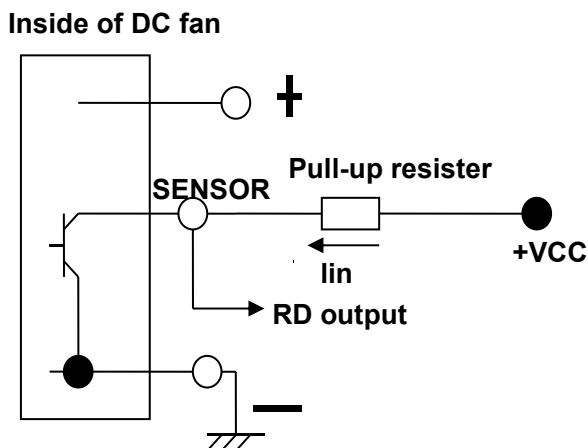 Inside of DC fan
+
Pull-up resister
SENSOR
+VCC
Iin
RD output
—